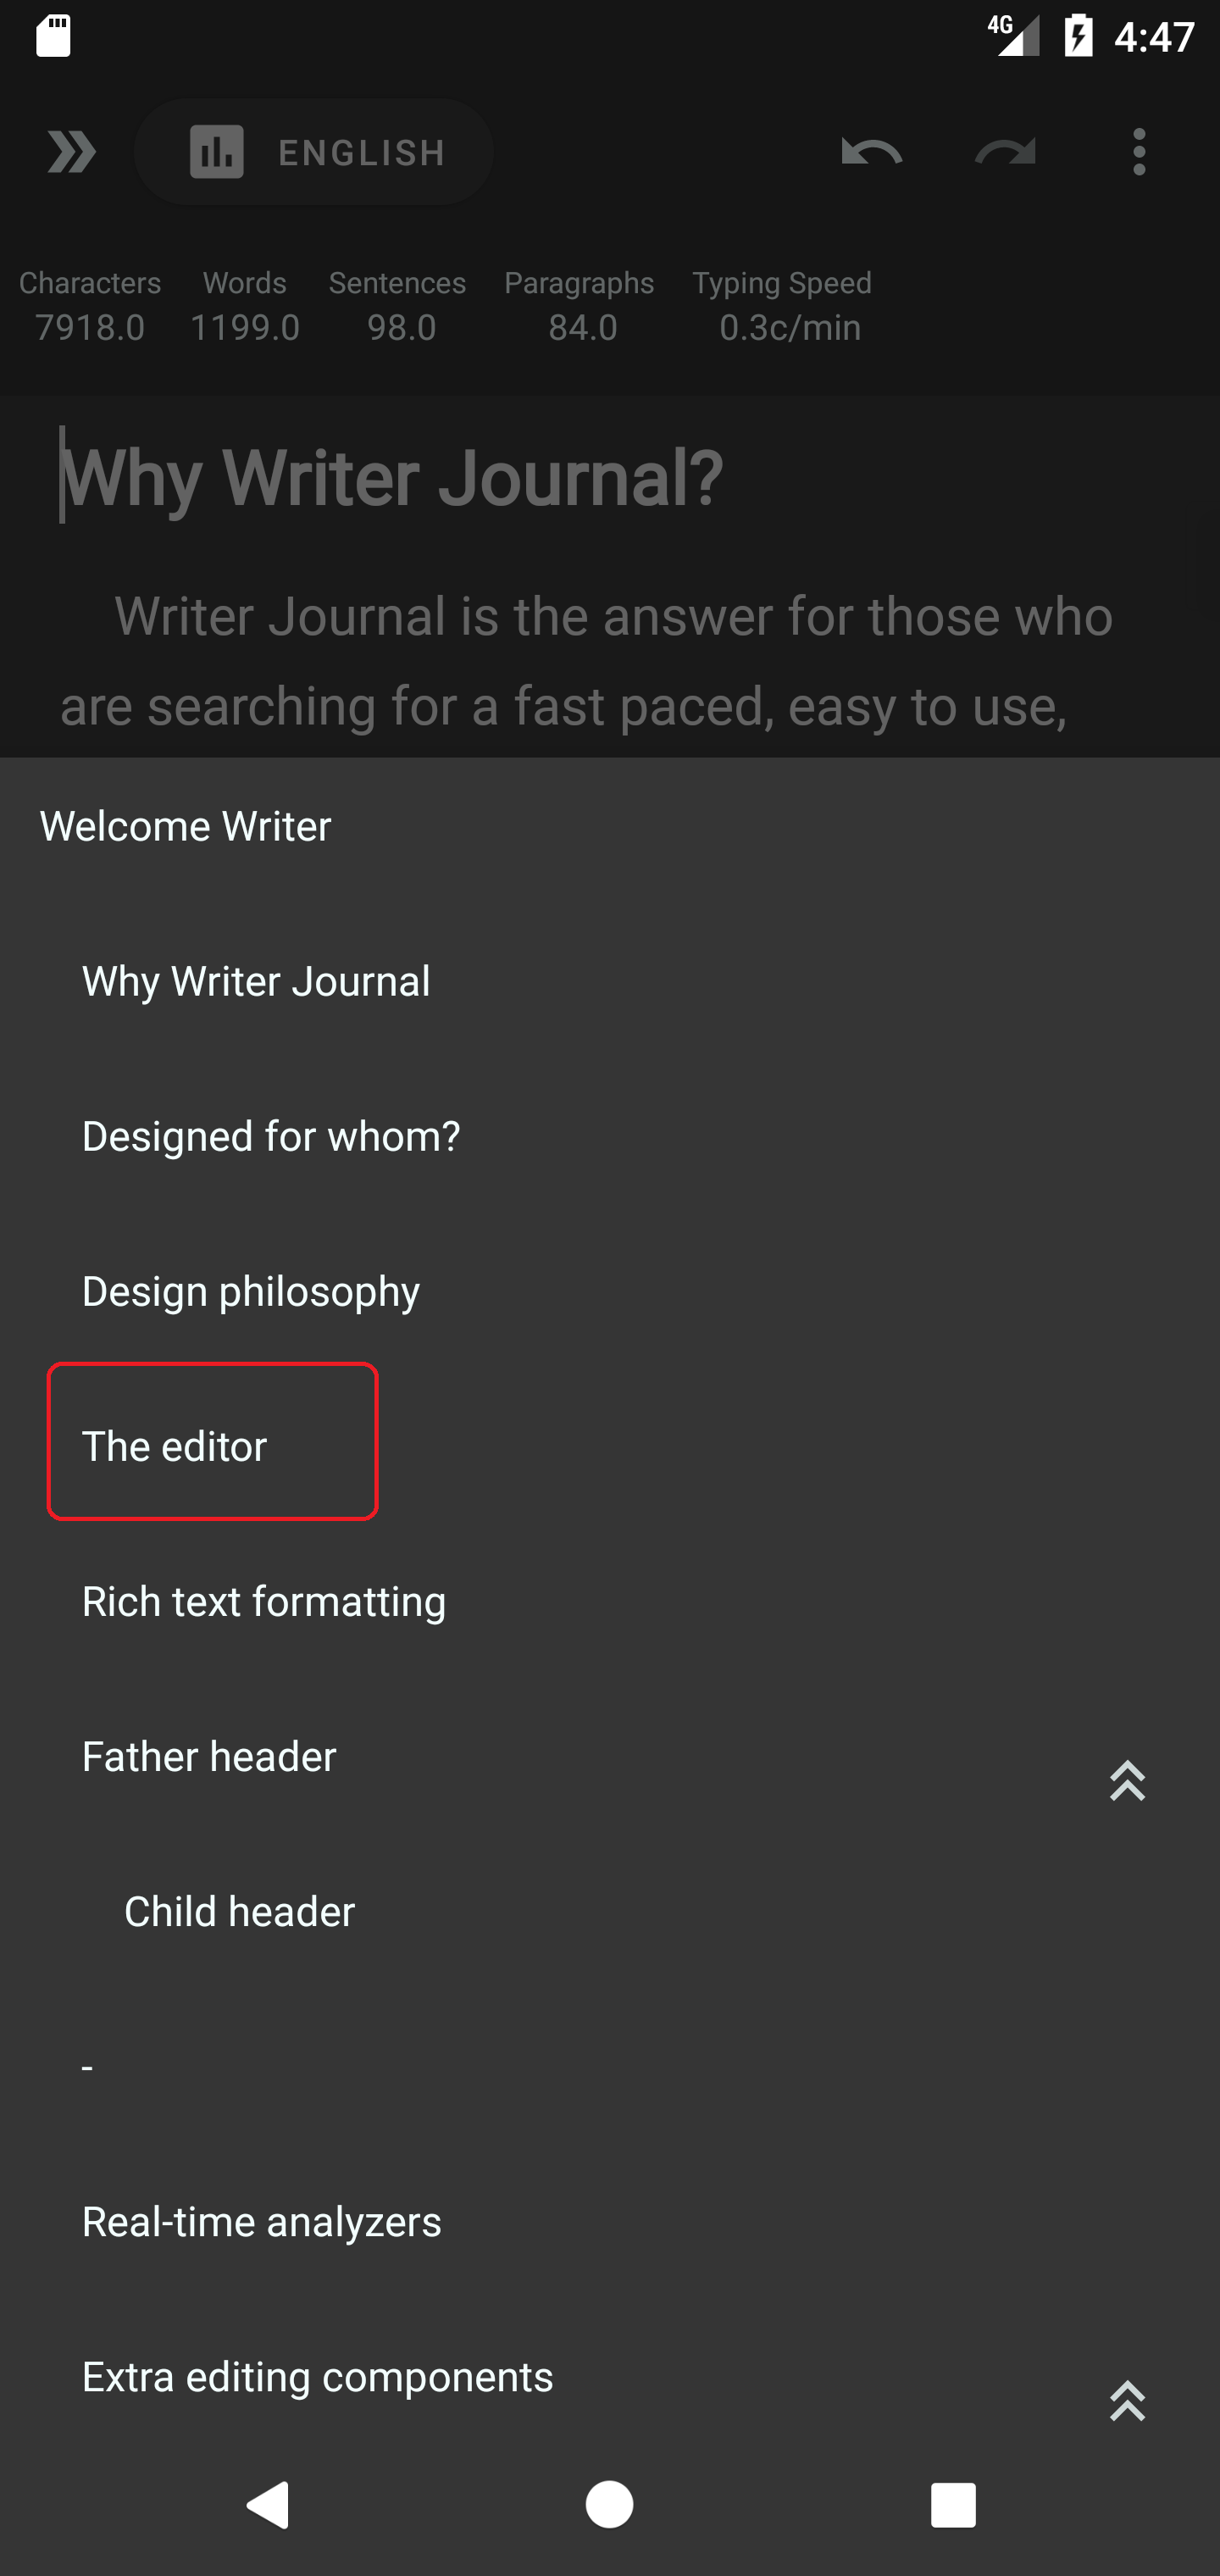 4G 4:47
ENGLISH
Characters Words Sentences Paragraphs Typing Speed
7918.0 1199.0 98.0 84.0 0.3c/min
Why Writer Journal?
Writer Journal is the answer for those who
are searching for a fast paced, easy to use,
Welcome Writer
Why Writer Journal
Designed for whom?
Design philosophy
The editor
Rich text formatting
Father header
Child header
-
Real-time analyzers
Extra editing components